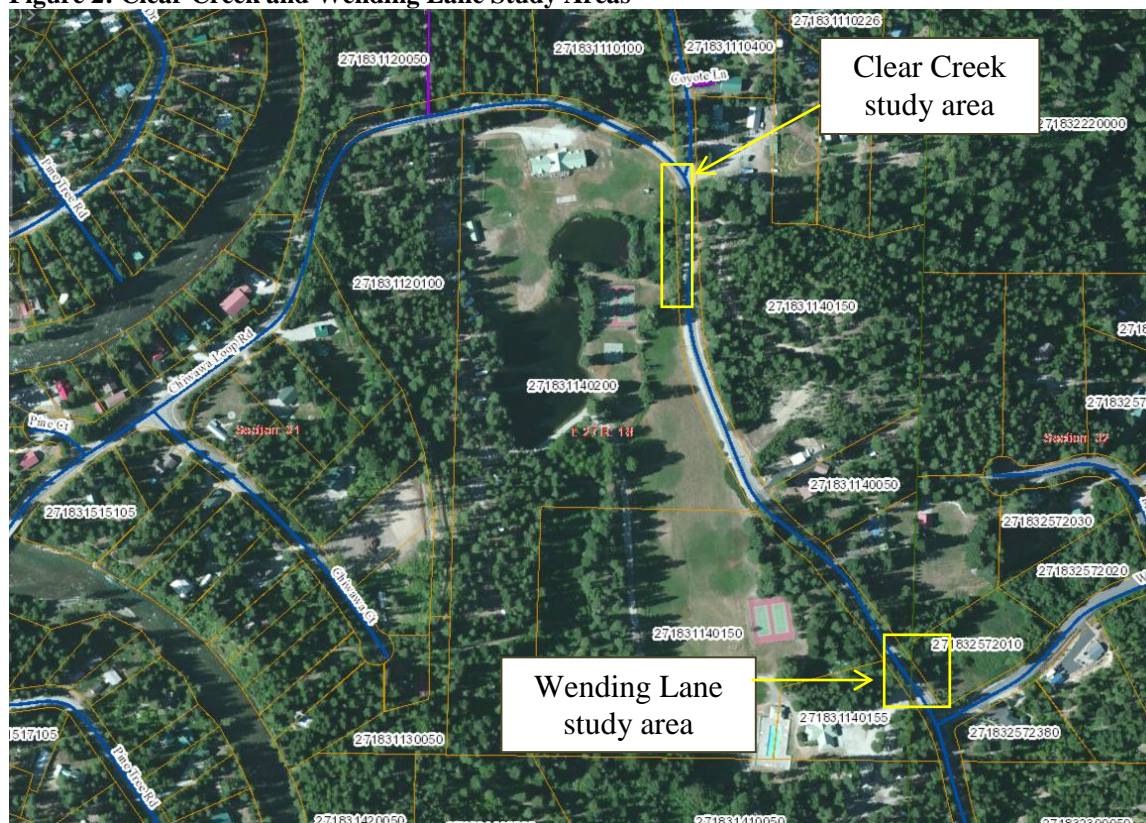 Figure 2: Clear Creek and Wending Lane Study Areas
271831110226
271831120050
271831110100
271831110400
Coyote Ln
Clear Creek
study area
271832220000
Pine Tree Rd
271831120100
271831140150
Chiwawa Loop Rd
271831140200
Pine Ct
Section: 31
T: 27 R: 18
Section: 32
271831140050
271831515105
271832572030
271832572020
Chiwawa Ct
271831140150
271832572010
Wending Lane
study area
271831140155
271832572380
271831130050
Pine Tree Rd
271831420050
271831410050